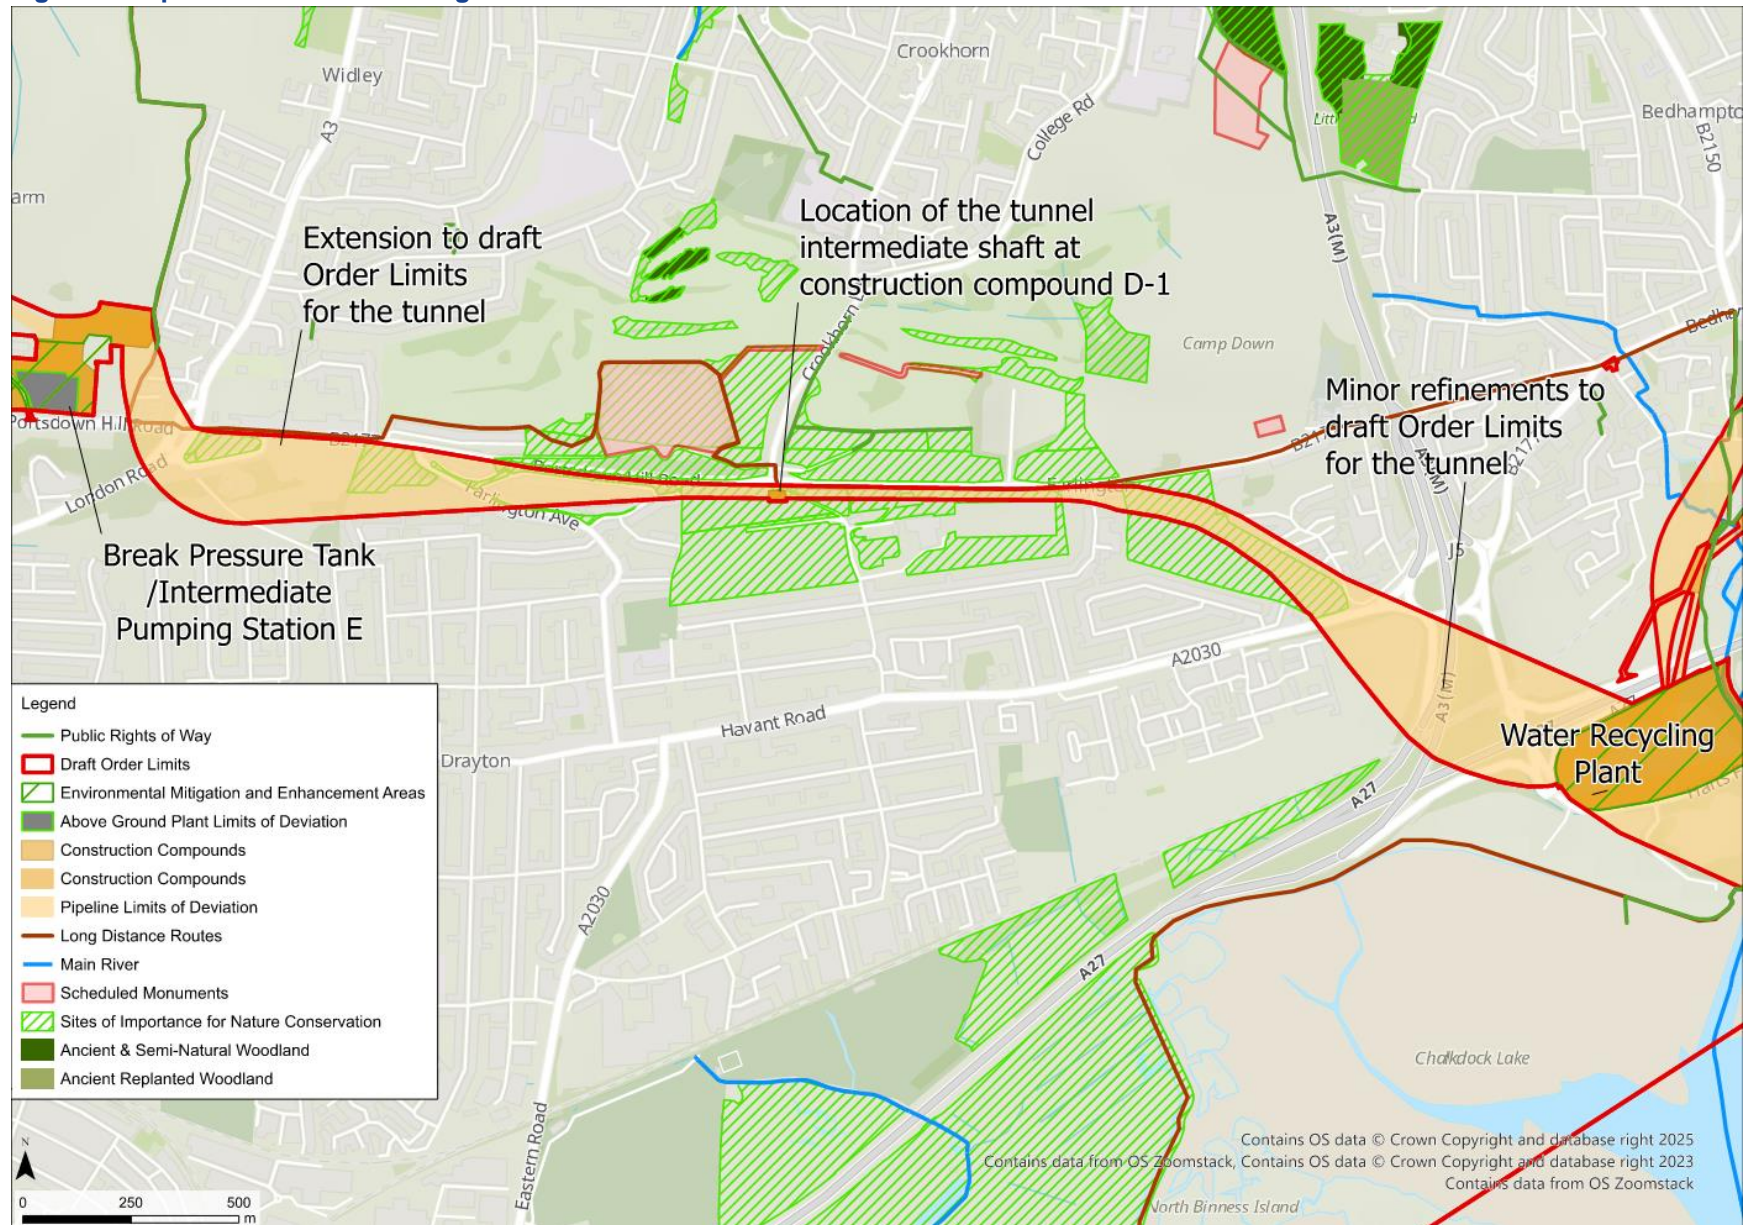 Widley
Crookhorn
A3
College Rd
Bedhampto
B2150
arm
A3(M)
Extension to draft
Order Limits
for the tunnel
Location of the tunnel
intermediate shaft at
construction compound D-1
Camp Down
Minor refinements to
draft Order Limits
for the tunnel
Portsdown Hill Road
London Road
Farlington Ave
J5
Break Pressure Tank
/Intermediate
Pumping Station E
A2030
A3(M)
Havant Road
Drayton
Water Recycling
Plant
A27
A27
A2030
Eastern Road
Chalkdock Lake
North Binness Island
Legend
Public Rights of Way
Draft Order Limits
Environmental Mitigation and Enhancement Areas
Above Ground Plant Limits of Deviation
Construction Compounds
Construction Compounds
Pipeline Limits of Deviation
Long Distance Routes
Main River
Scheduled Monuments
Sites of Importance for Nature Conservation
Ancient & Semi-Natural Woodland
Ancient Replanted Woodland
N
0 250 500
m
Contains OS data © Crown Copyright and database right 2025
Contains data from OS Zoomstack, Contains OS data © Crown Copyright and database right 2023
Contains data from OS Zoomstack